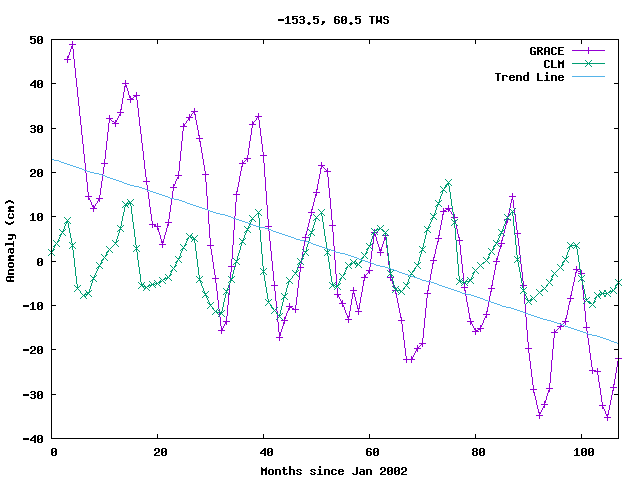 -153.5, 60.5 TWS
GRACE
CLM
Trend Line
Anomaly (cm)
50
40
30
20
10
0
-10
-20
-30
-40
0 20 40 60 80 100
Months since Jan 2002